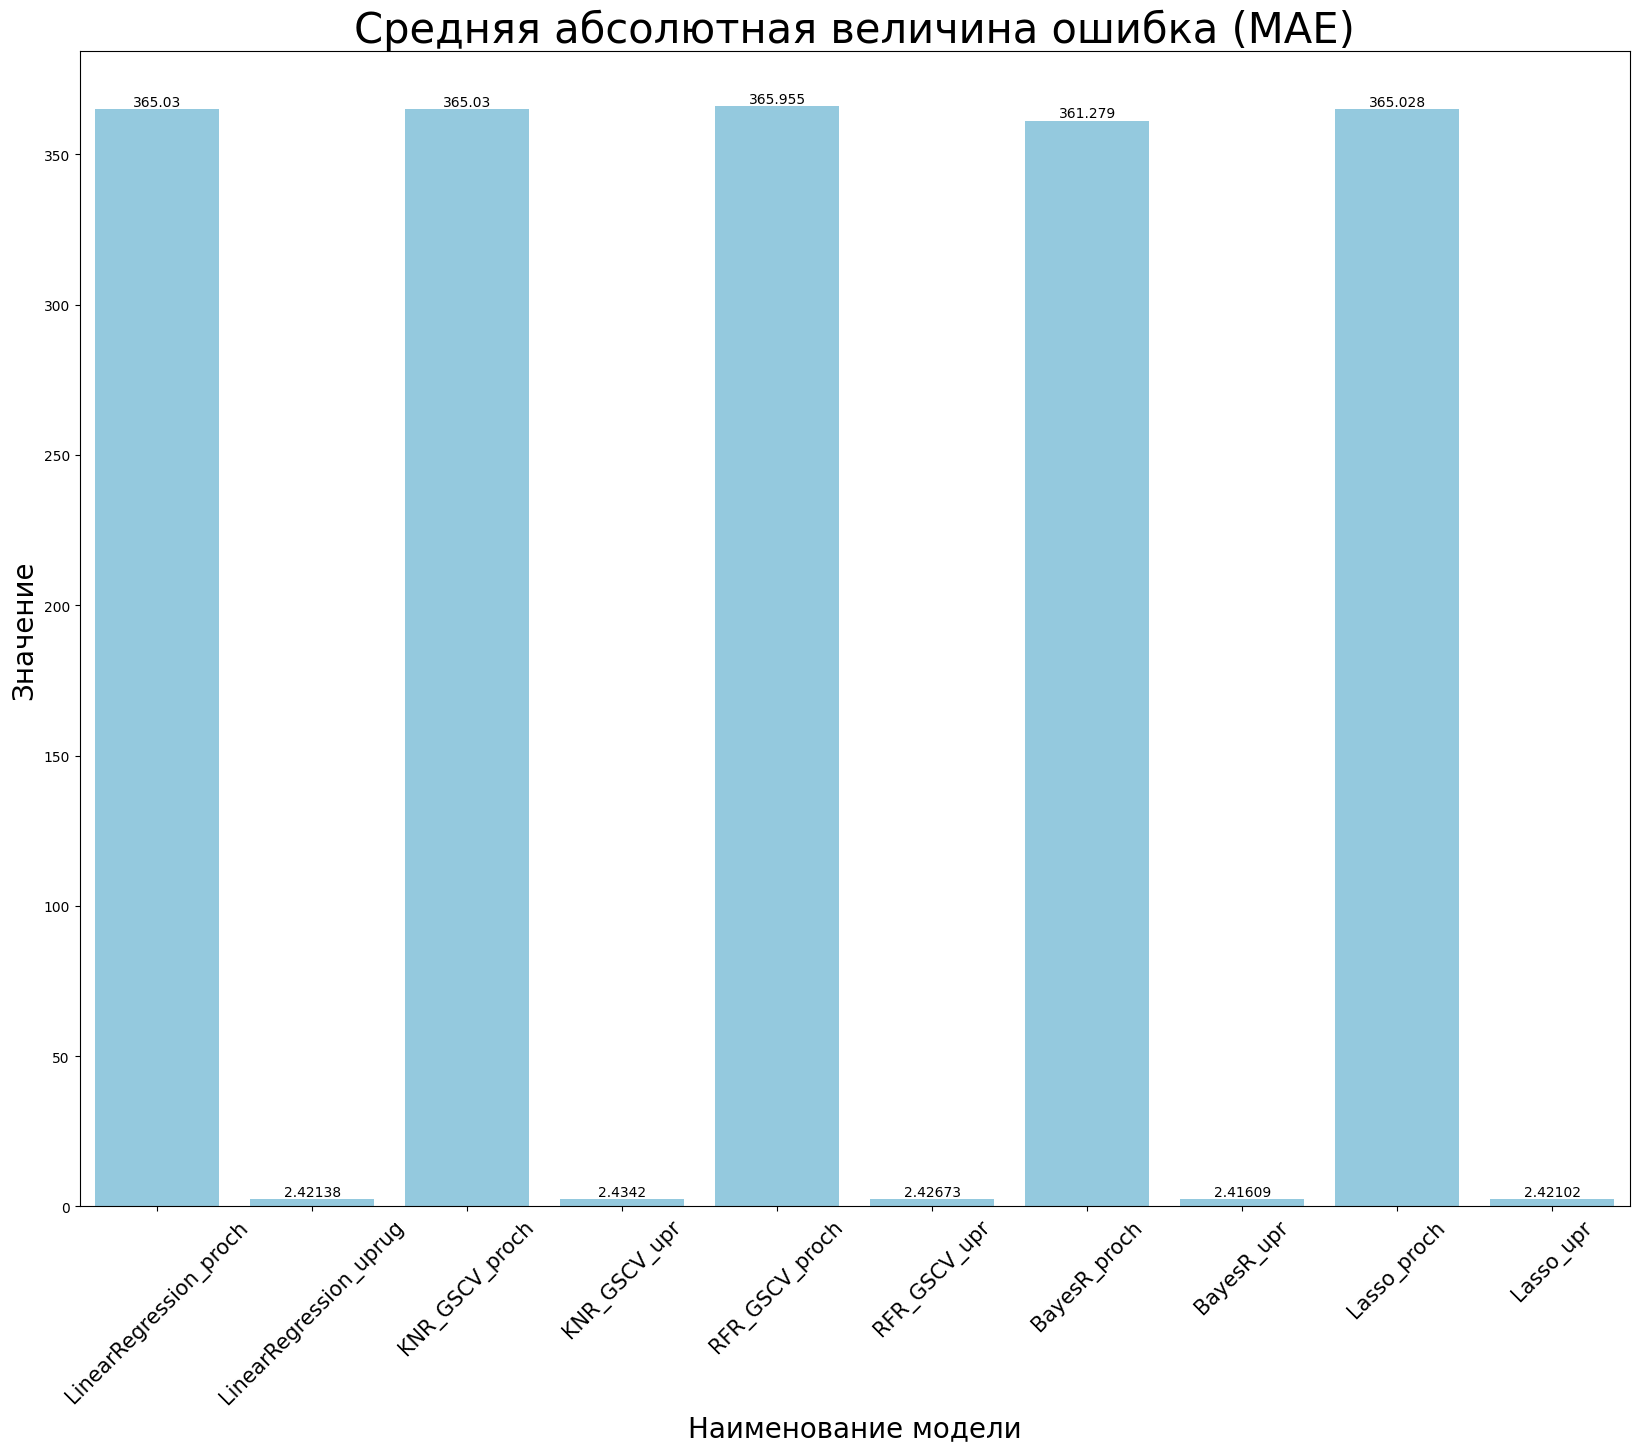 Средняя абсолютная величина ошибка (MAE)
365.03
365.03
365.955
361.279
365.028
2.42138
2.4342
2.42673
2.41609
2.42102
350
300
250
200
150
100
50
0
Значение
LinearRegression_proch
LinearRegression_uprug
KNR_GSCV_proch
KNR_GSCV_upr
RFR_GSCV_proch
RFR_GSCV_upr
BayesR_proch
BayesR_upr
Lasso_proch
Lasso_upr
Наименование модели